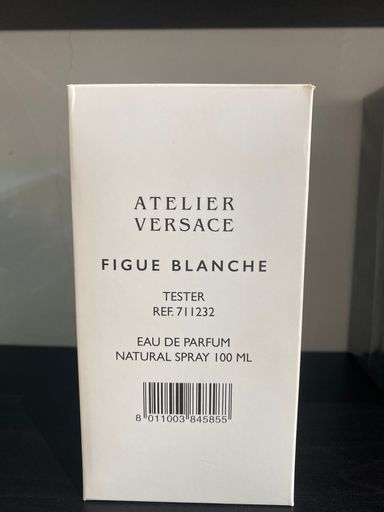 ATELIER
VERSACE
FIGUE BLANCHE
TESTER
REF. 711232
EAU DE PARFUM
NATURAL SPRAY 100 ML
8 011003 845855